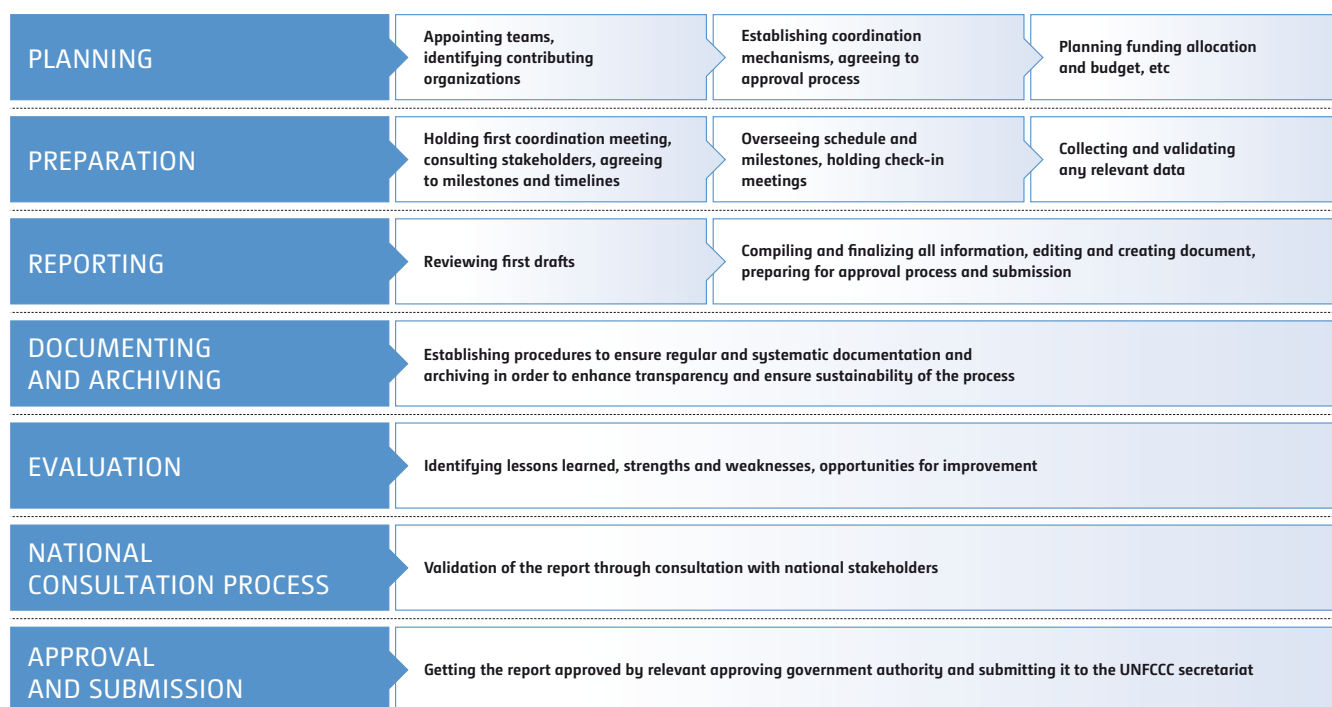 PLANNING
Appointing teams,
identifying contributing
organizations
Establishing coordination
mechanisms, agreeing to
approval process
Planning funding allocation
and budget, etc
PREPARATION
Holding first coordination meeting,
consulting stakeholders, agreeing
to milestones and timelines
Overseeing schedule and
milestones, holding check-in
meetings
Collecting and validating
any relevant data
REPORTING
Reviewing first drafts
Compiling and finalizing all information, editing and creating document,
preparing for approval process and submission
DOCUMENTING
AND ARCHIVING
Establishing procedures to ensure regular and systematic documentation and
archiving in order to enhance transparency and ensure sustainability of the process
EVALUATION
Identifying lessons learned, strengths and weaknesses, opportunities for improvement
NATIONAL
CONSULTATION PROCESS
Validation of the report through consultation with national stakeholders
APPROVAL
AND SUBMISSION
Getting the report approved by relevant approving government authority and submitting it to the UNFCCC secretariat